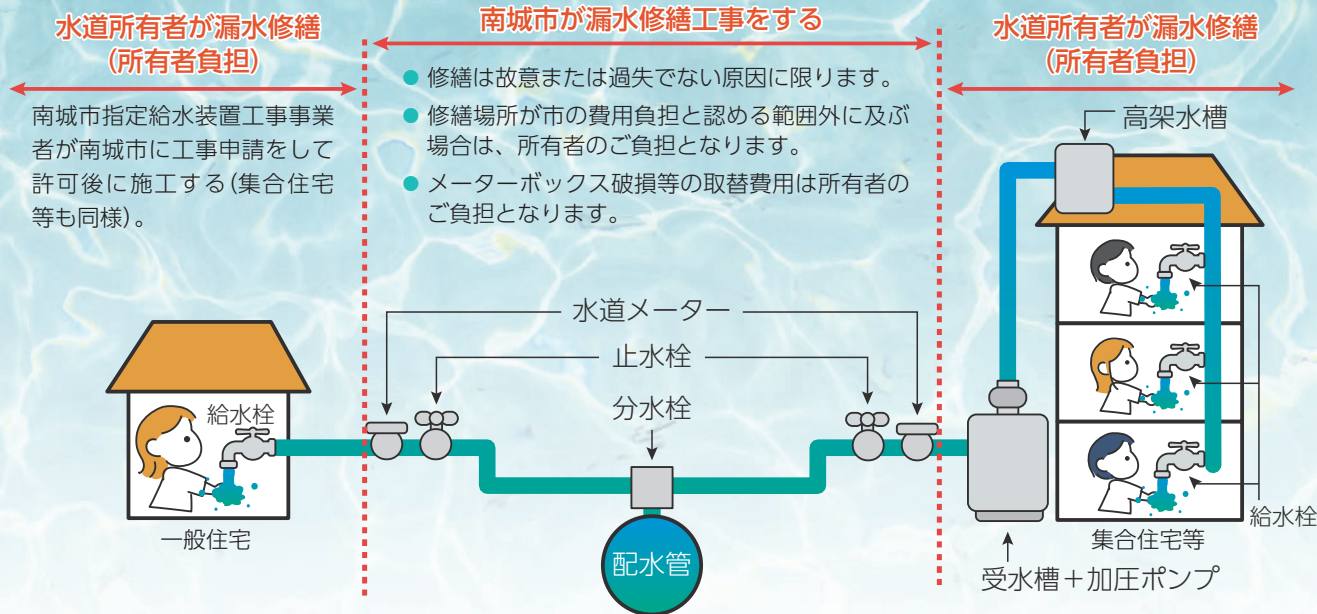 水道所有者が漏水修繕
(所有者負担)
南城市指定給水装置工事事業
者が南城市に工事申請をして
許可後に施工する(集合住宅
等も同様)。
南城市が漏水修繕工事をする
● 修繕は故意または過失でない原因に限ります。
● 修繕場所が市の費用負担と認める範囲外に及ぶ
場合は、所有者のご負担となります。
● メーターボックス破損等の取替費用は所有者の
ご負担となります。
水道所有者が漏水修繕
(所有者負担)
高架水槽
水道メーター
止水栓
分水栓
給水栓
一般住宅
配水管
給水栓
集合住宅等
受水槽+加圧ポンプ